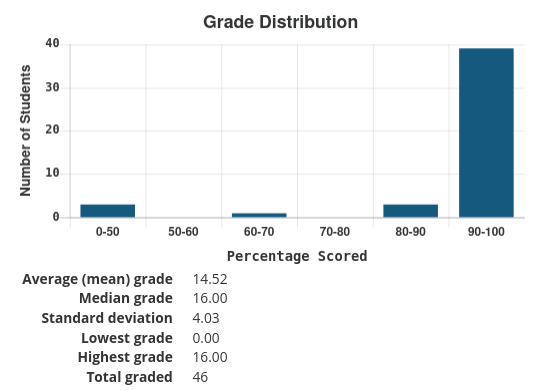 Grade Distribution
Number of Students
40
30
20
10
0
0-50 50-60 60-70 70-80 80-90 90-100
Percentage Scored
Average (mean) grade 14.52
Median grade 16.00
Standard deviation 4.03
Lowest grade 0.00
Highest grade 16.00
Total graded 46